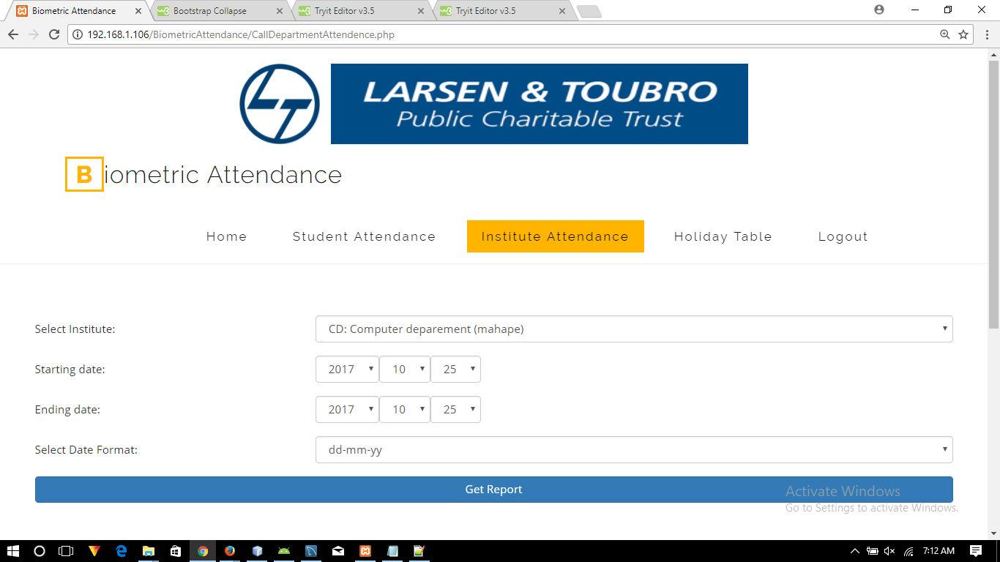 Biometric Attendance
Bootstrap Collapse
Tryit Editor v3.5
Tryit Editor v3.5
192.168.1.106/BiometricAttendance/CallDepartmentAttendence.php
LT
LARSEN & TOUBRO
Public Charitable Trust
Biometric Attendance
Home Student Attendance Institute Attendance Holiday Table Logout
Select Institute: CD: Computer deparement (mahape)
Starting date: 2017 10 25
Ending date: 2017 10 25
Select Date Format: dd-mm-yy
Get Report
Activate Windows
Go to Settings to activate Windows.
7:12 AM